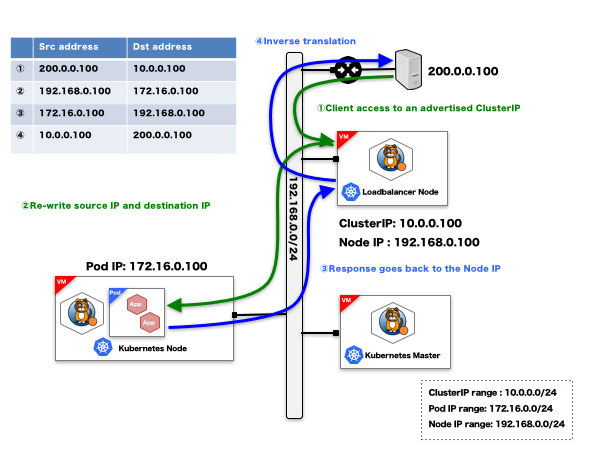 ④Inverse translation
Src address Dst address
① 200.0.0.100 10.0.0.100
② 192.168.0.100 172.16.0.100
③ 172.16.0.100 192.168.0.100
④ 10.0.0.100 200.0.0.100
200.0.0.100
①Client access to an advertised ClusterIP
VM
Loadbalancer Node
192.168.0.0/24
②Re-write source IP and destination IP
ClusterIP: 10.0.0.100
Node IP : 192.168.0.100
③Response goes back to the Node IP
Pod IP: 172.16.0.100
VM
Pod
App
App
Kubernetes Node
VM
Kubernetes Master
ClusterIP range : 10.0.0.0/24
Pod IP range: 172.16.0.0/24
Node IP range: 192.168.0.0/24